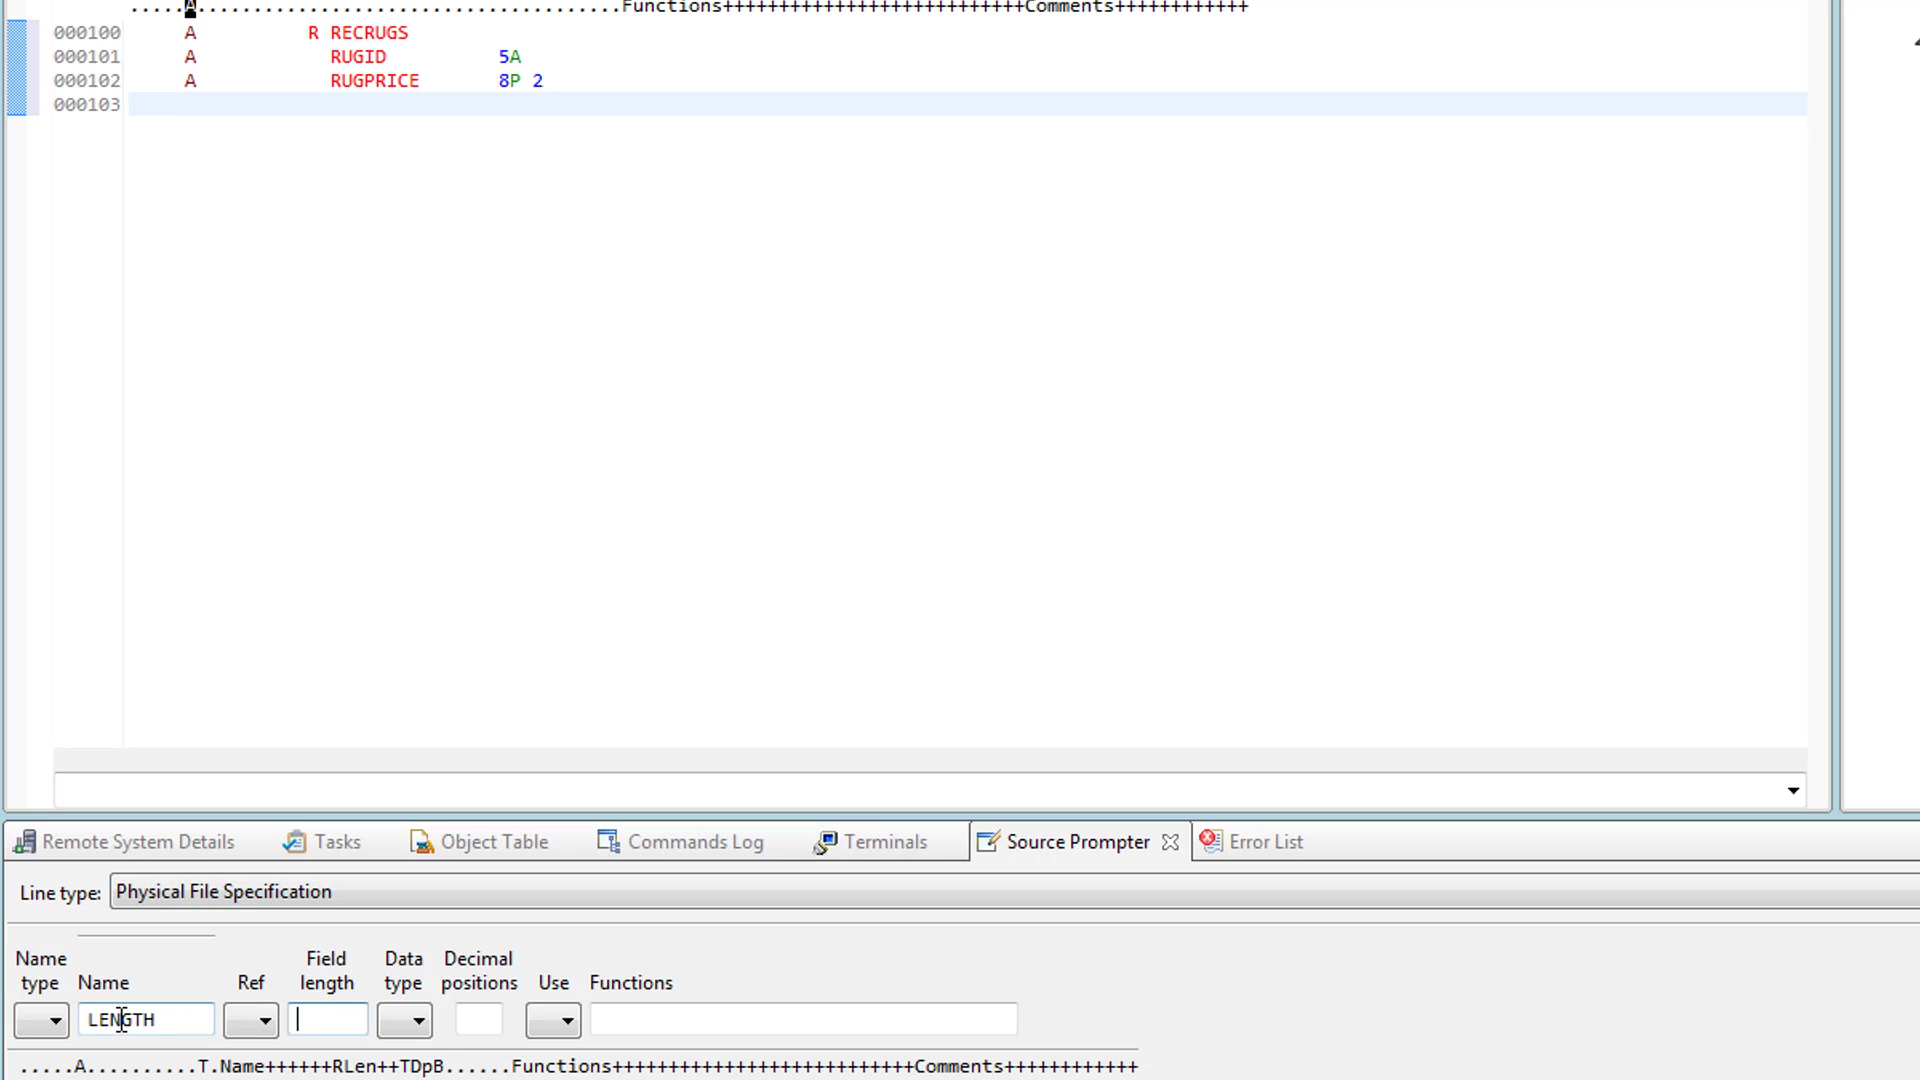 .....A......................................Functions+++++++++++++++++++++++++++Comments++++++++++++
000100 A R RECRUGS
000101 A RUGID 5A
000102 A RUGPRICE 8P 2
000103
Remote System Details Tasks Object Table Commands Log Terminals Source Prompter Error List
Line type: Physical File Specification
Name type Name Ref Field length Data type Decimal positions Use Functions
LENGTH
.....A..........T.Name++++++RLen++TDpB......Functions+++++++++++++++++++++++++++Comments++++++++++++